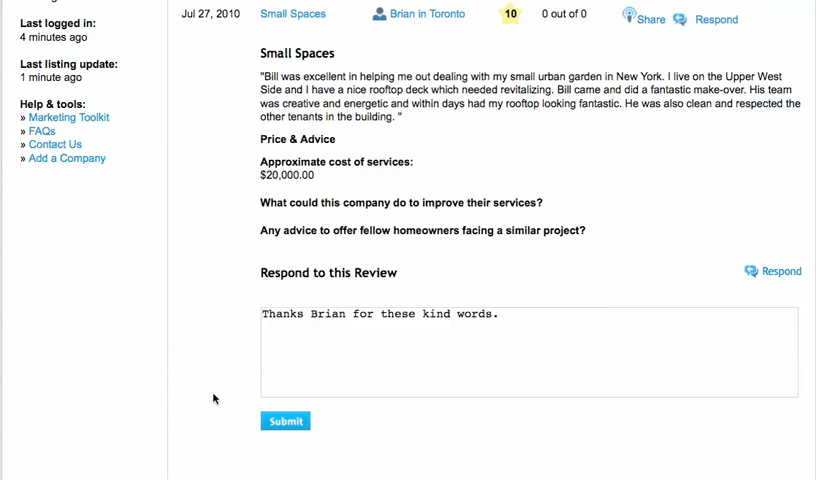 Last logged in:
4 minutes ago
Last listing update:
1 minute ago
Help & tools:
» Marketing Toolkit
» FAQs
» Contact Us
» Add a Company
Jul 27, 2010 Small Spaces Brian in Toronto 10 0 out of 0 Share Respond
Small Spaces
"Bill was excellent in helping me out dealing with my small urban garden in New York. I live on the Upper West
Side and I have a nice rooftop deck which needed revitalizing. Bill came and did a fantastic make-over. His team
was creative and energetic and within days had my rooftop looking fantastic. He was also clean and respected the
other tenants in the building. "
Price & Advice
Approximate cost of services:
$20,000.00
What could this company do to improve their services?
Any advice to offer fellow homeowners facing a similar project?
Respond to this Review Respond
Thanks Brian for these kind words.
Submit